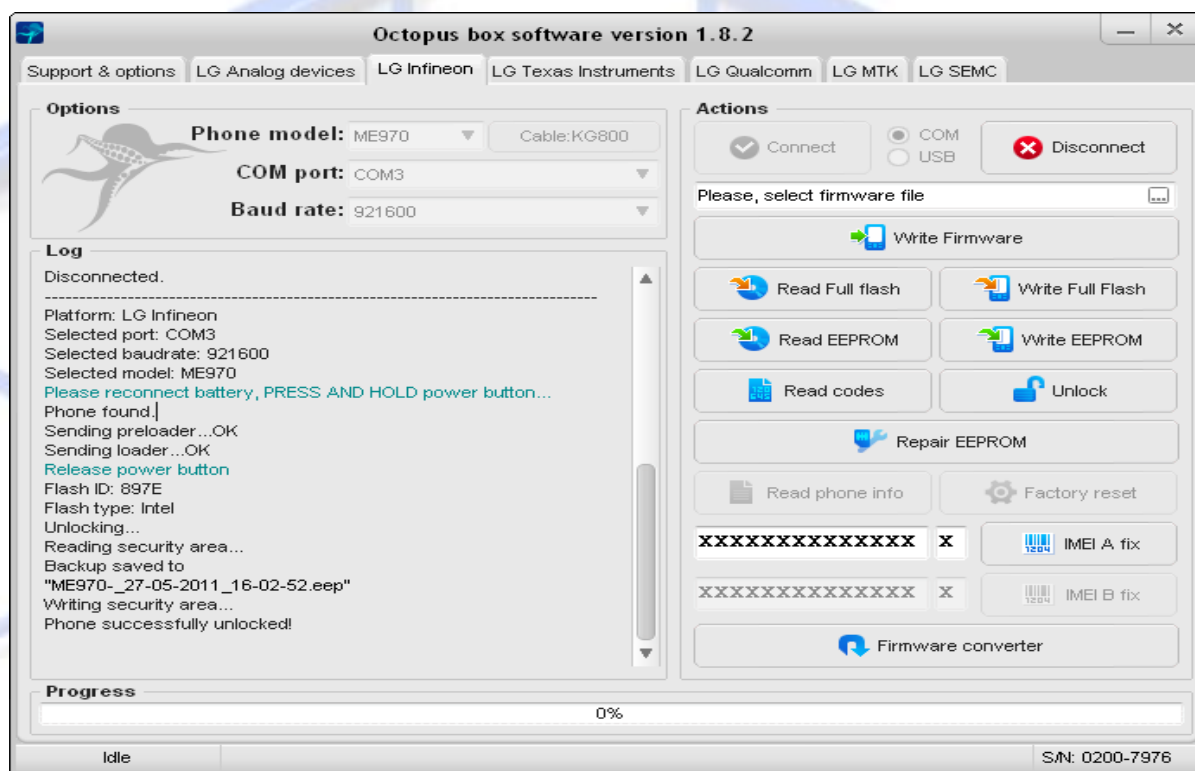 Octopus box software version 1.8.2
Support & options LG Analog devices LG Infineon LG Texas Instruments LG Qualcomm LG MTK LG SEMC
Options
Phone model: ME970 Cable:KG800
COM port: COM3
Baud rate: 921600
Log
Disconnected.
--------------------------------------------------------------------------------
Platform: LG Infineon
Selected port: COM3
Selected baudrate: 921600
Selected model: ME970
Please reconnect battery, PRESS AND HOLD power button...
Phone found.
Sending preloader...OK
Sending loader...OK
Release power button
Flash ID: 897E
Flash type: Intel
Unlocking...
Reading security area...
Backup saved to
"ME970-_27-05-2011_16-02-52.eep"
Writing security area...
Phone successfully unlocked!
Actions
Connect COM USB Disconnect
Please, select firmware file ...
Write Firmware
Read Full flash Write Full Flash
Read EEPROM Write EEPROM
Read codes Unlock
Repair EEPROM
Read phone info Factory reset
XXXXXXXXXXXXXX X IMEI A fix
XXXXXXXXXXXXXX X IMEI B fix
Firmware converter
Progress
0%
Idle S/N: 0200-7976